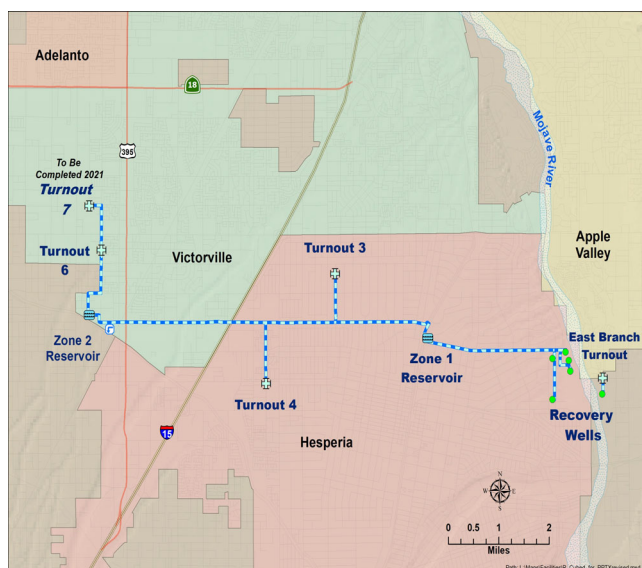 Adelanto
18
395
To Be
Completed 2021
Turnout
7
Mojave River
Turnout
6
Victorville
Turnout 3
Apple
Valley
Zone 2
Reservoir
Zone 1
Reservoir
East Branch
Turnout
Turnout 4
Recovery
Wells
15
Hesperia
N
W E
S
0 0.5 1 2
Miles